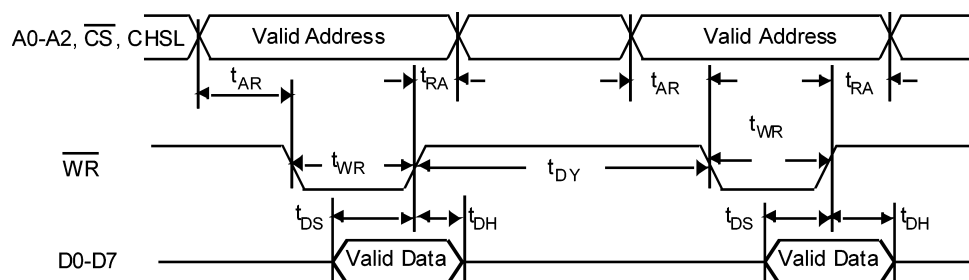 A0-A2, CS, CHSL Valid Address Valid Address
tAR tRA tAR tRA
tWR
WR tWR tDY
tDS tDH tDS tDH
D0-D7 Valid Data Valid Data